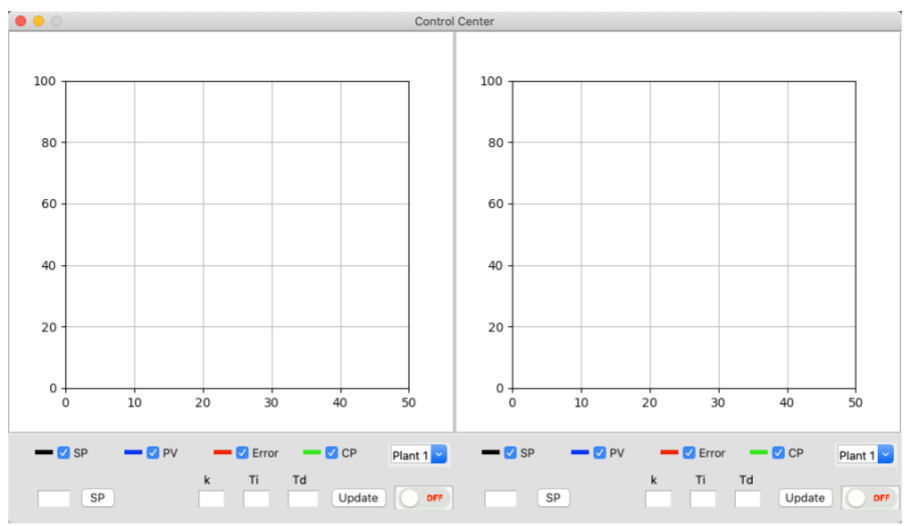 Control Center
100 100
80 80
60 60
40 40
20 20
0 0
0 10 20 30 40 50 0 10 20 30 40 50
SP PV Error CP Plant 1 SP PV Error CP Plant 1
k Ti Td k Ti Td
SP Update OFF SP Update OFF